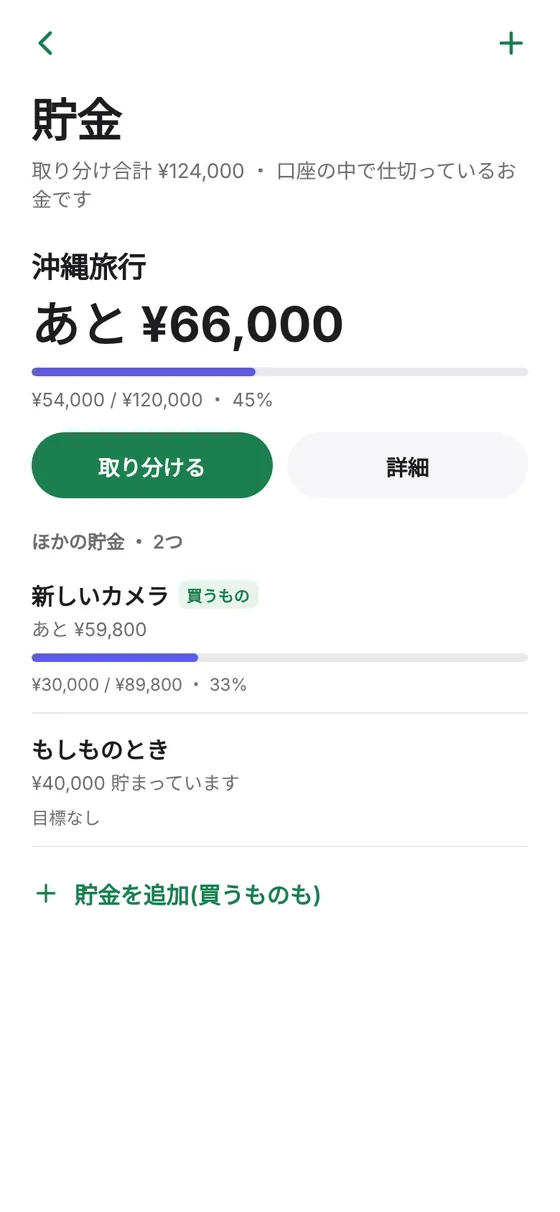 貯金
取り分け合計 ¥124,000 ・ 口座の中で仕切っているお
金です
沖縄旅行
あと ¥66,000
¥54,000 / ¥120,000 ・ 45%
取り分ける
詳細
ほかの貯金 ・ 2つ
新しいカメラ 買うもの
あと ¥59,800
¥30,000 / ¥89,800 ・ 33%
もしものとき
¥40,000 貯まっています
目標なし
+ 貯金を追加(買うものも)